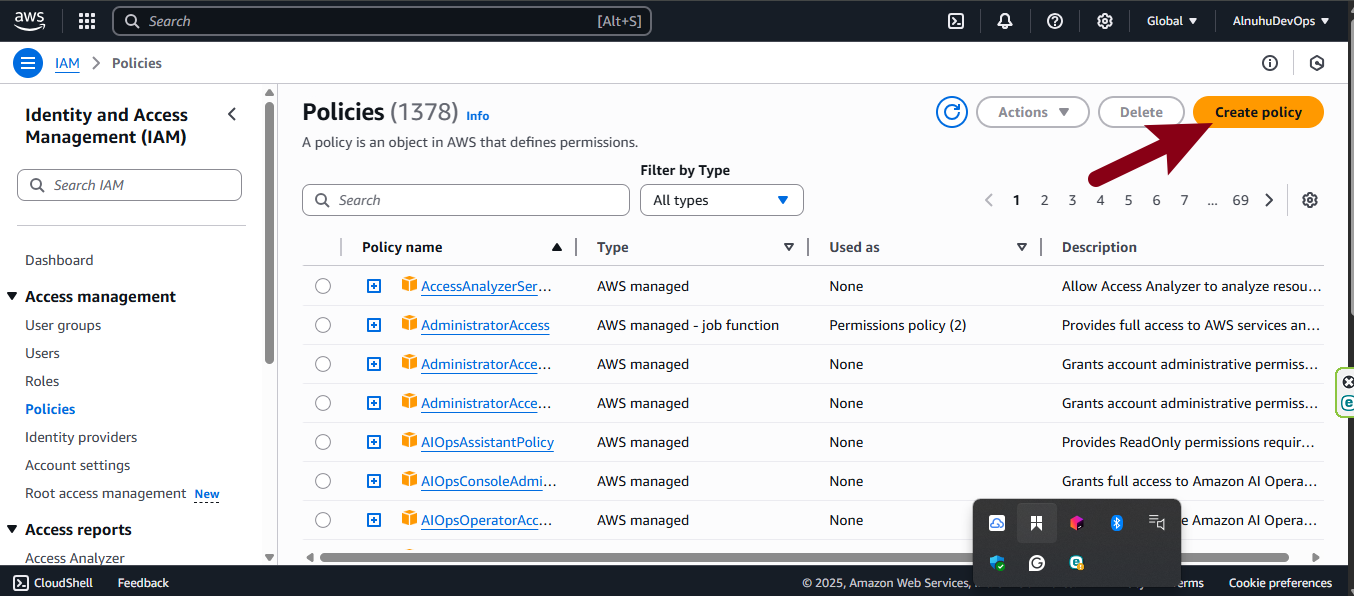 aws Search [Alt+S] Global AlnuhuDevOps
IAM > Policies
Identity and Access
Management (IAM)
Search IAM
Dashboard
Access management
User groups
Users
Roles
Policies
Identity providers
Account settings
Root access management New
Access reports
Access Analyzer
Policies (1378) Info
Actions Delete Create policy
A policy is an object in AWS that defines permissions.
Filter by Type
Search All types 1 2 3 4 5 6 7 ... 69
Policy name Type Used as Description
AccessAnalyzerSer... AWS managed None Allow Access Analyzer to analyze resou...
AdministratorAccess AWS managed - job function Permissions policy (2) Provides full access to AWS services an...
AdministratorAcce... AWS managed None Grants account administrative permiss...
AdministratorAcce... AWS managed None Grants account administrative permiss...
AIOpsAssistantPolicy AWS managed None Provides ReadOnly permissions requir...
AIOpsConsoleAdmi... AWS managed None Grants full access to Amazon AI Opera...
AIOpsOperatorAcc... AWS managed None Amazon AI Opera...
CloudShell Feedback © 2025, Amazon Web Services, Cookie preferences